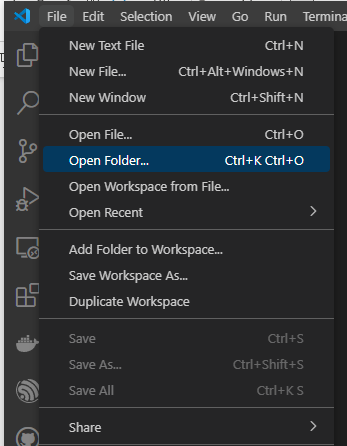 File Edit Selection View Go Run Terminal
New Text File Ctrl+N
New File... Ctrl+Alt+Windows+N
New Window Ctrl+Shift+N
Open File... Ctrl+O
Open Folder... Ctrl+K Ctrl+O
Open Workspace from File...
Open Recent
Add Folder to Workspace...
Save Workspace As...
Duplicate Workspace
Save Ctrl+S
Save As... Ctrl+Shift+S
Save All Ctrl+K S
Share